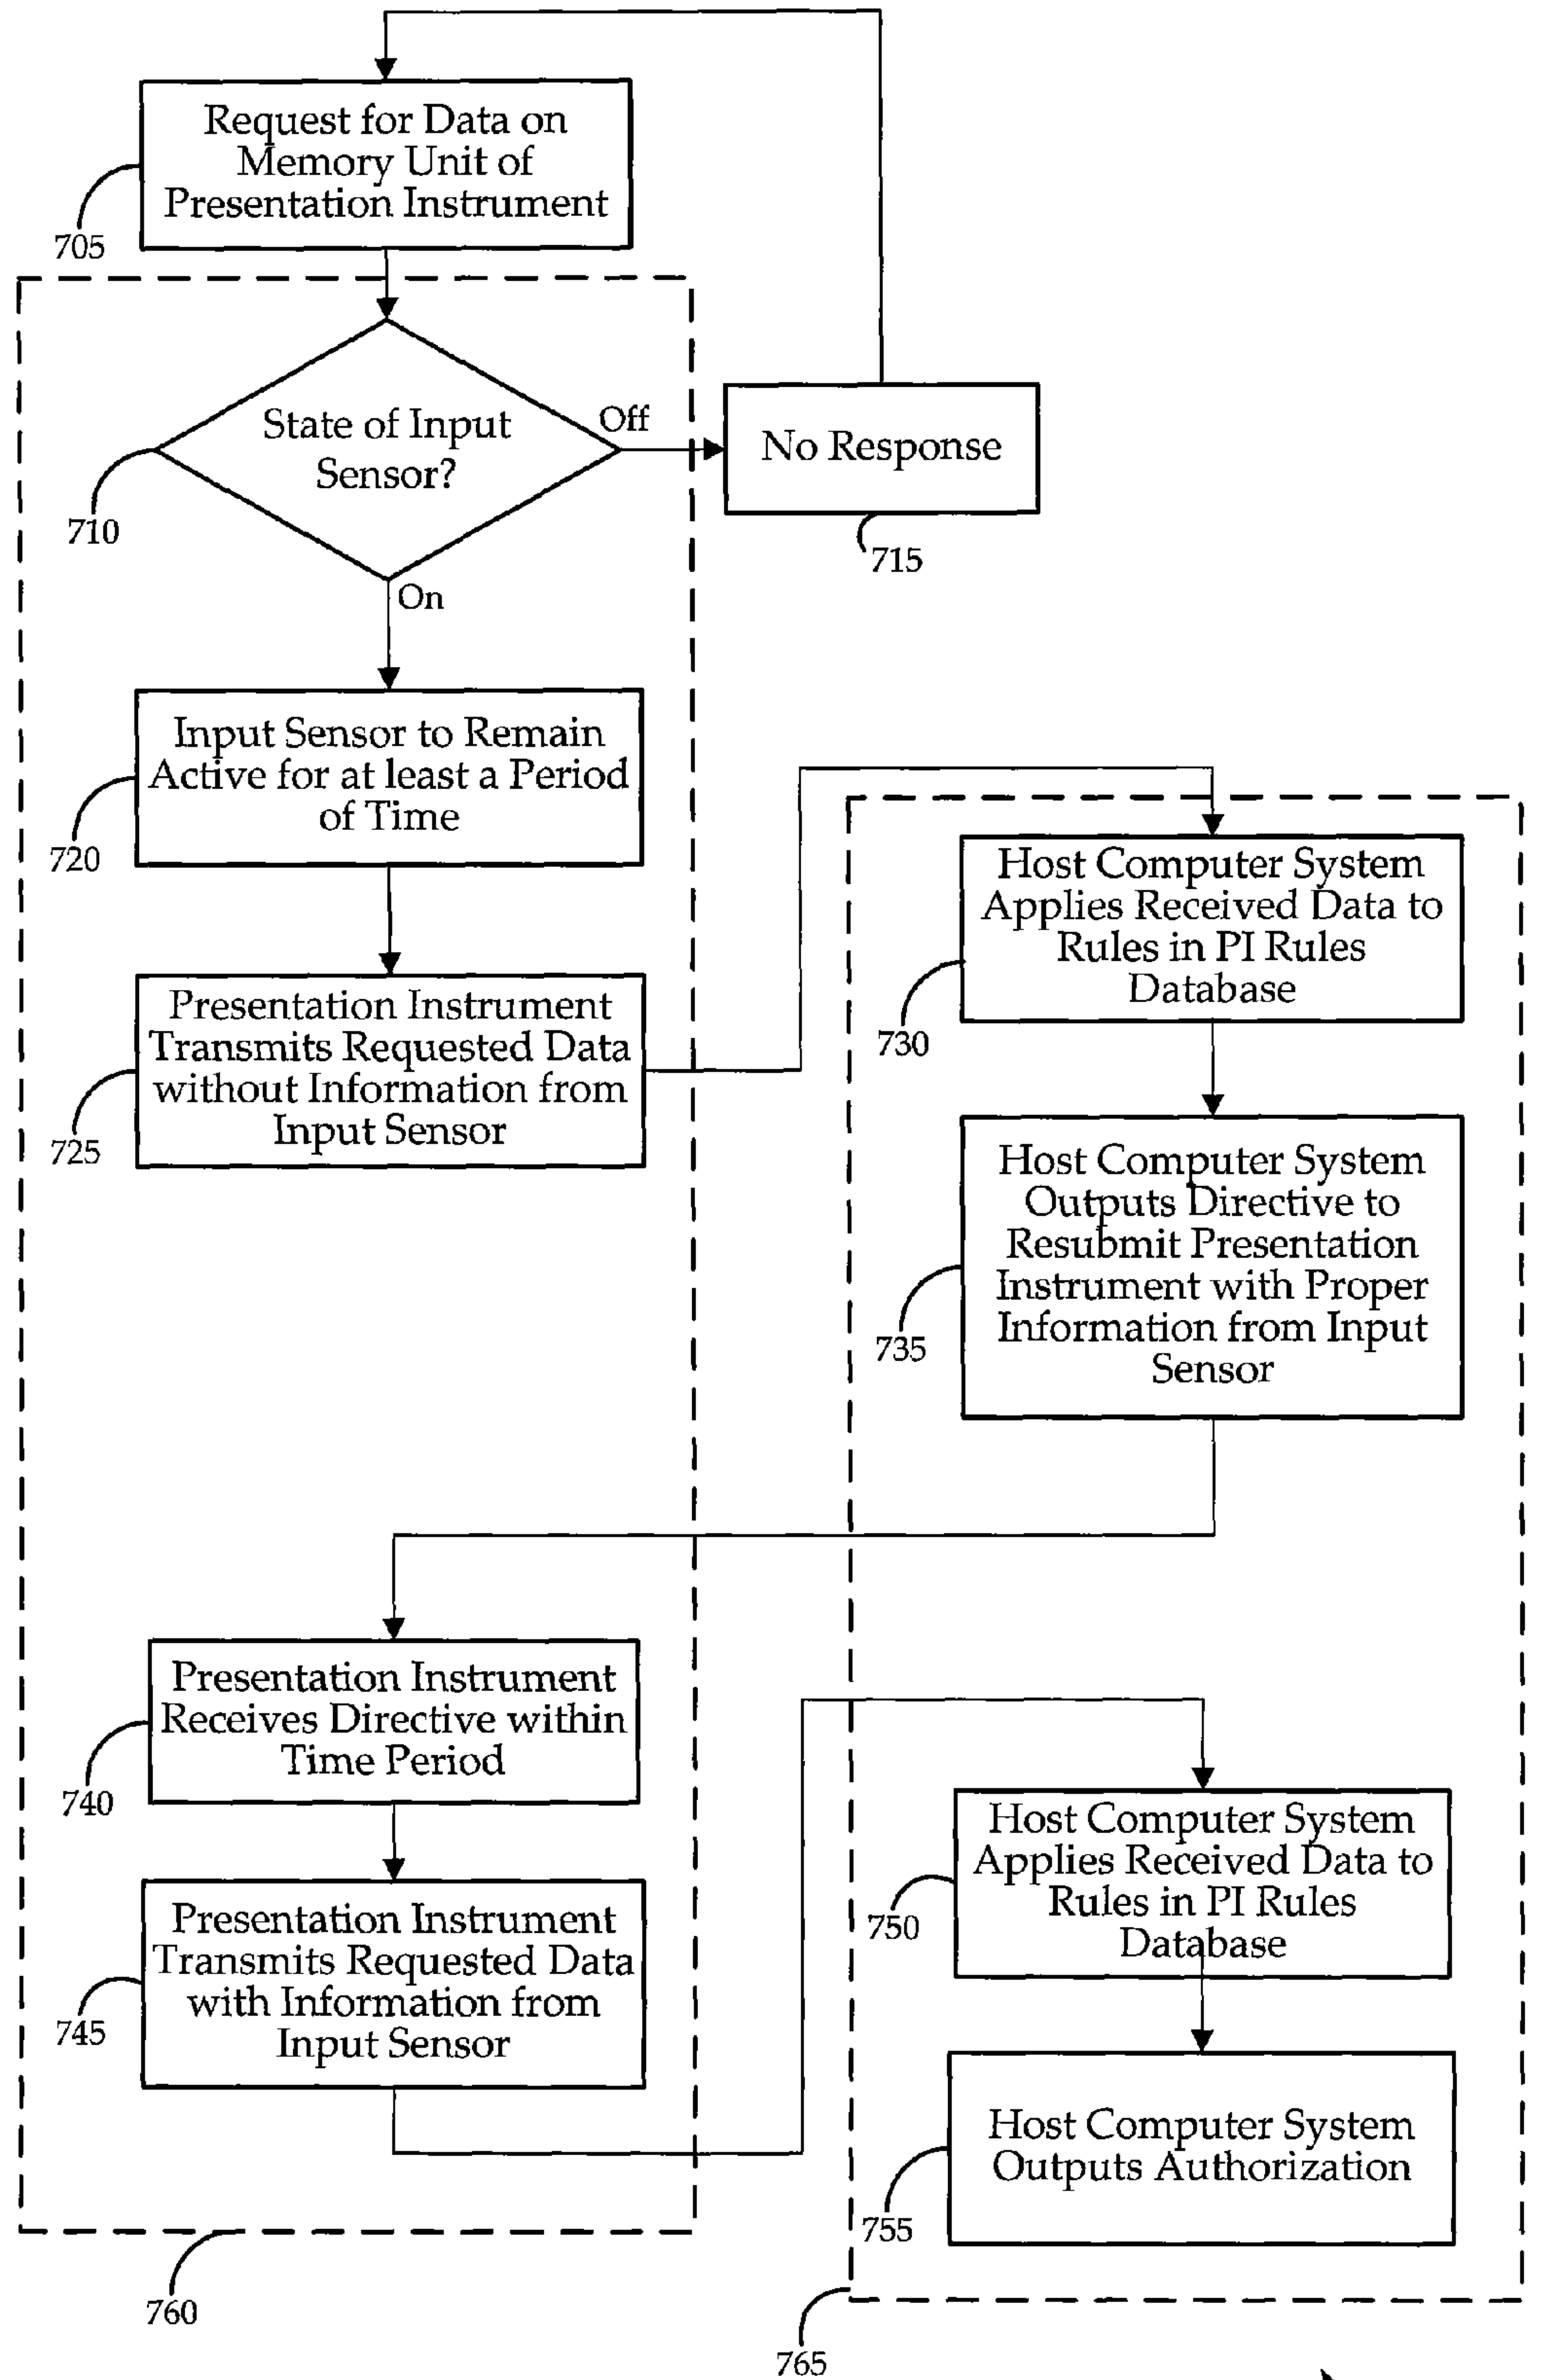 Request for Data on
Memory Unit of
Presentation Instrument
705
State of Input
Sensor?
Off
710
No Response
715
On
Input Sensor to Remain
Active for at least a Period
of Time
720
Presentation Instrument
Transmits Requested Data
without Information from
Input Sensor
725
Host Computer System
Applies Received Data to
Rules in PI Rules
Database
730
Host Computer System
Outputs Directive to
Resubmit Presentation
Instrument with Proper
Information from Input
Sensor
735
Presentation Instrument
Receives Directive within
Time Period
740
Presentation Instrument
Transmits Requested Data
with Information from
Input Sensor
745
Host Computer System
Applies Received Data to
Rules in PI Rules
Database
750
Host Computer System
Outputs Authorization
755
760
765